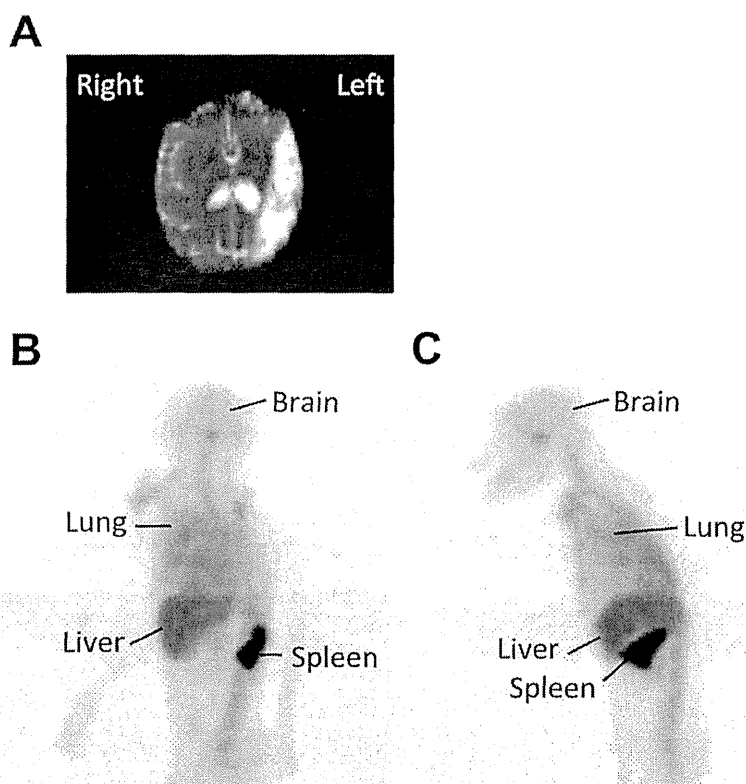 A
Right Left
B
Brain
Lung
Liver
Spleen
C
Brain
Lung
Liver
Spleen